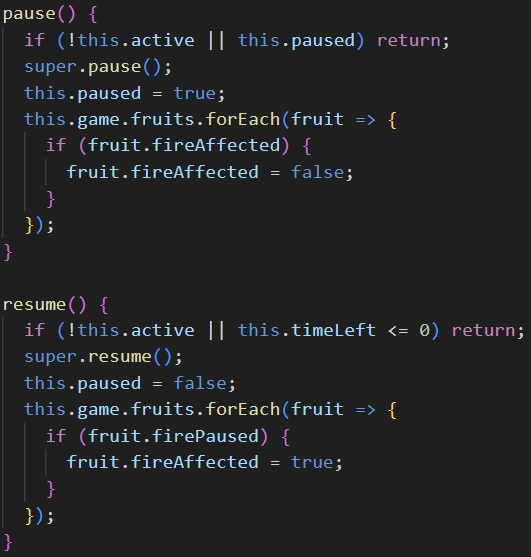 pause() {
  if (!this.active || this.paused) return;
  super.pause();
  this.paused = true;
  this.game.fruits.forEach(fruit => {
    if (fruit.fireAffected) {
      fruit.fireAffected = false;
    }
  });
}

resume() {
  if (!this.active || this.timeLeft <= 0) return;
  super.resume();
  this.paused = false;
  this.game.fruits.forEach(fruit => {
    if (fruit.firePaused) {
      fruit.fireAffected = true;
    }
  });
}